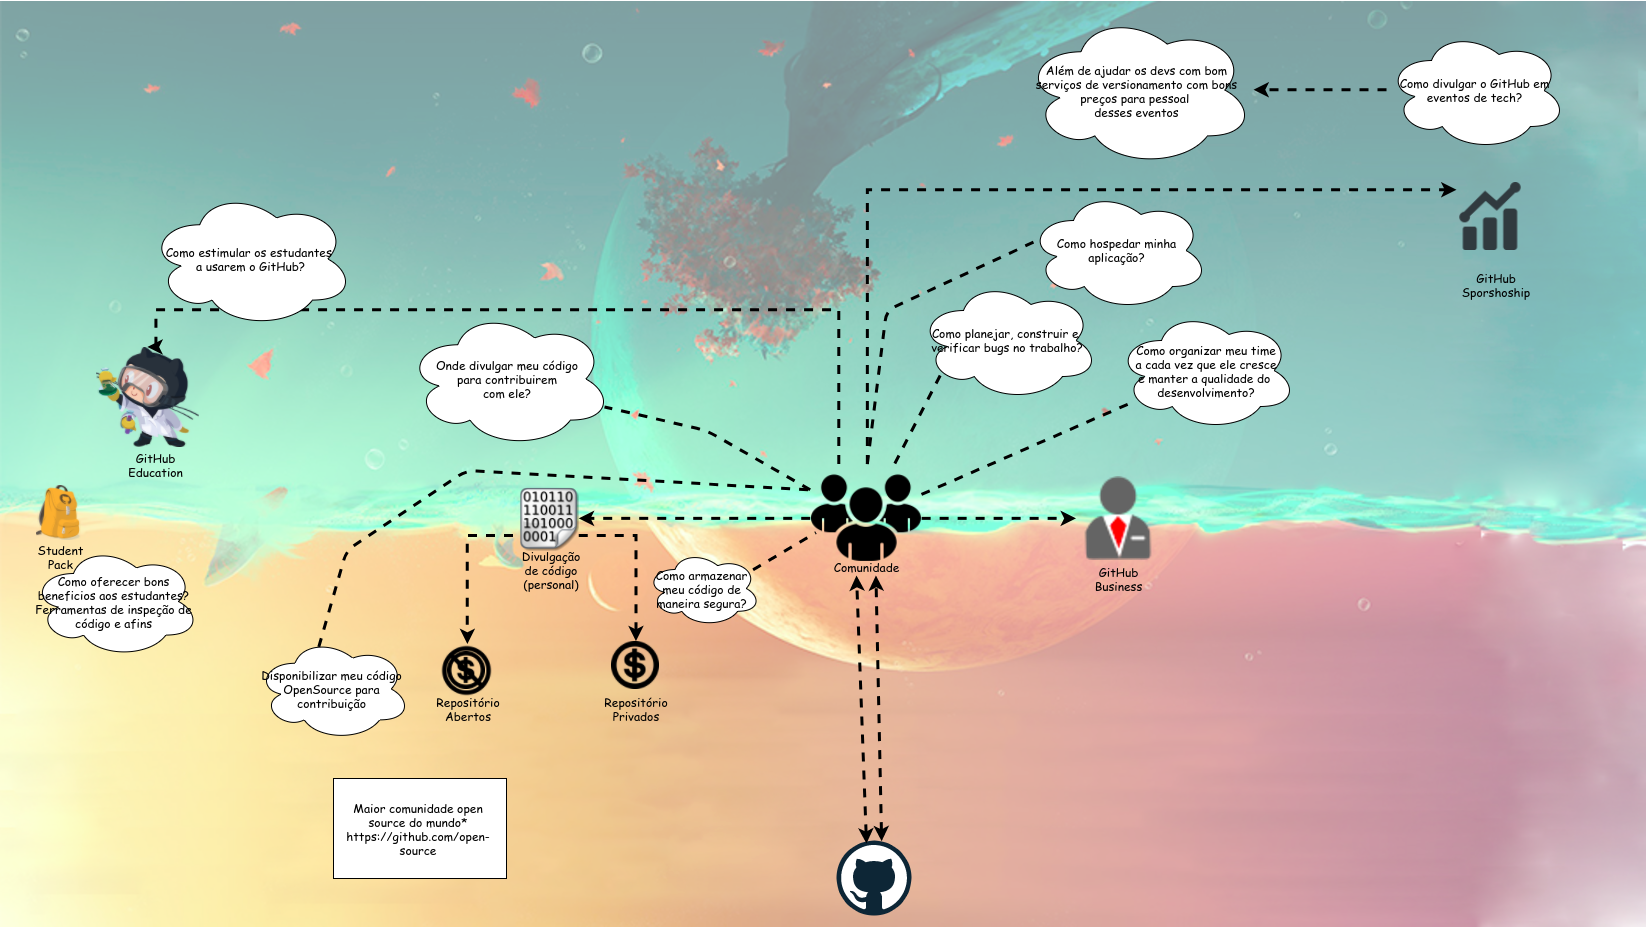 Além de ajudar os devs com bom
serviços de versionamento com bons
preços para pessoal
desses eventos
Como divulgar o GitHub em
eventos de tech?
GitHub
Sporshoship
Como hospedar minha
aplicação?
Como estimular os estudantes
a usarem o GitHub?
Como planejar, construir e
verificar bugs no trabalho?
Como organizar meu time
a cada vez que ele cresce
e manter a qualidade do
desenvolvimento?
Onde divulgar meu código
para contribuirem
com ele?
GitHub
Education
010110
110011
101000
0001
Student
Pack
Como oferecer bons
beneficios aos estudantes?
Ferramentas de inspeção de
código e afins
Divulgação
de código
(personal)
Como armazenar
meu código de
maneira segura?
Comunidade
GitHub
Business
Disponibilizar meu código
OpenSource para
contribuição
Repositório
Abertos
Repositório
Privados
Maior comunidade open
source do mundo*
https://github.com/open-
source